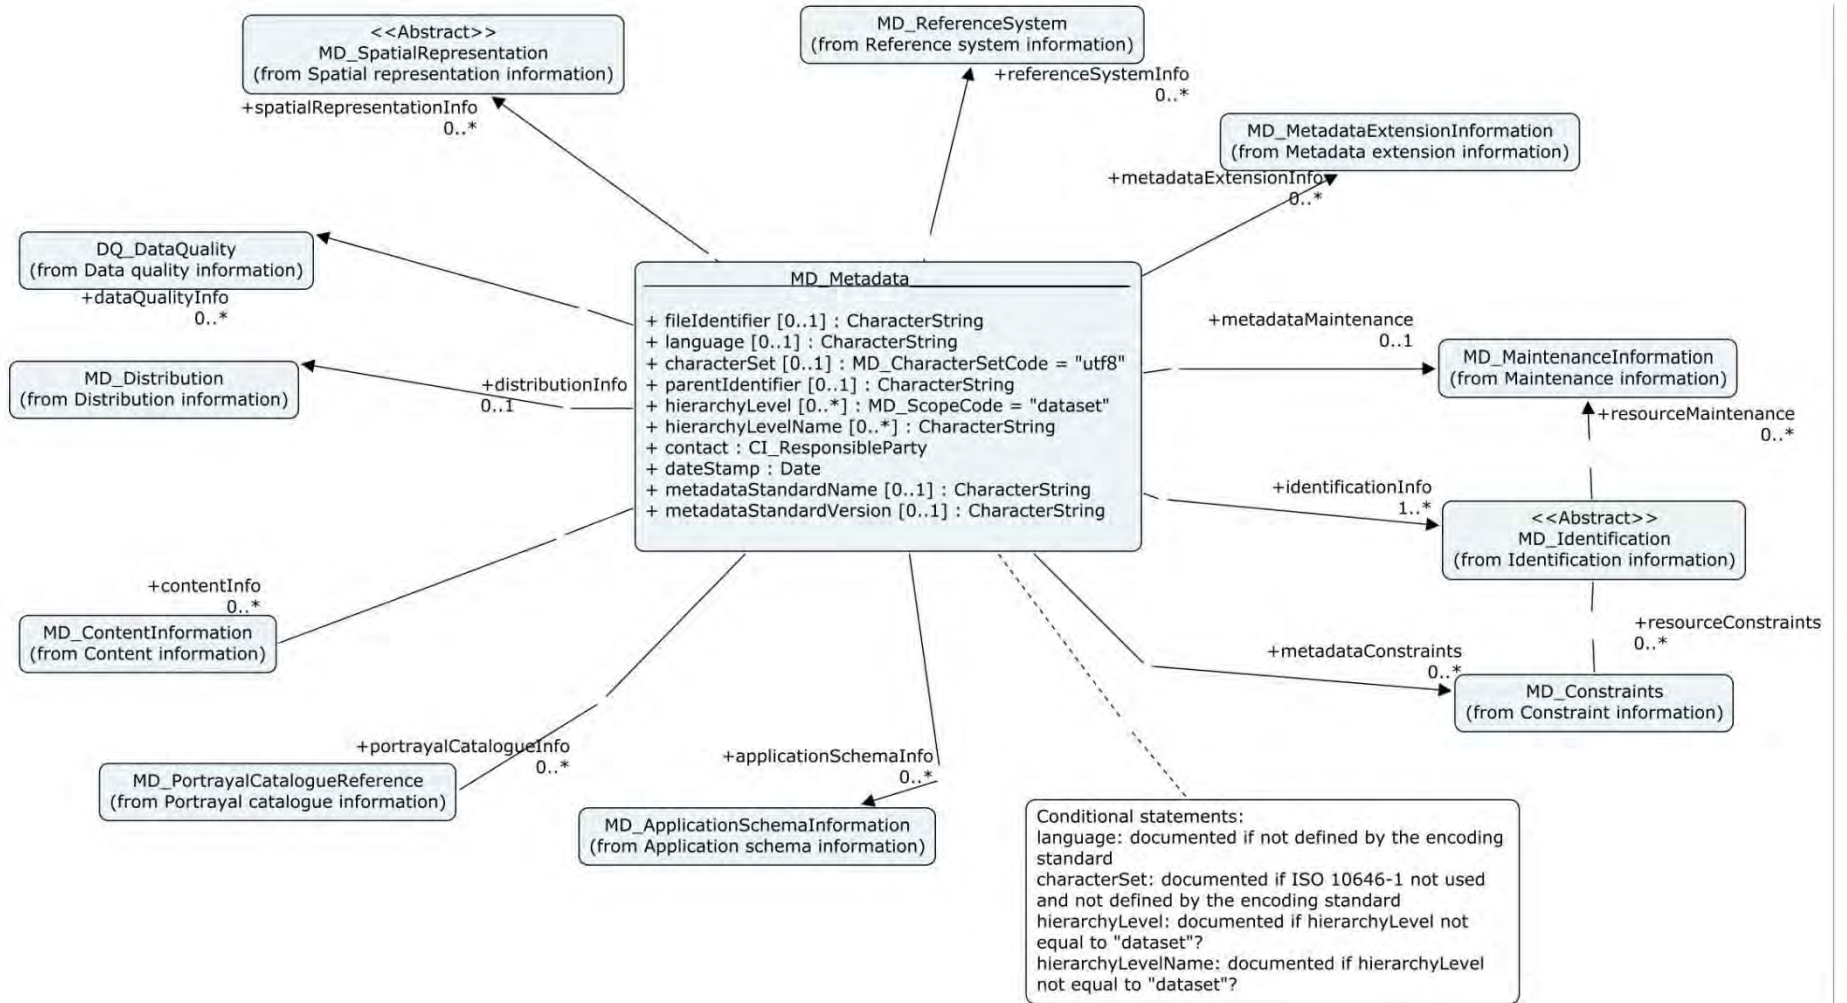 <<Abstract>>
MD_SpatialRepresentation
(from Spatial representation information)
+spatialRepresentationInfo
0..*
MD_ReferenceSystem
(from Reference system information)
+referenceSystemInfo
0..*
MD_MetadataExtensionInformation
(from Metadata extension information)
+metadataExtensionInfo
0..*
DQ_DataQuality
(from Data quality information)
+dataQualityInfo
0..*
MD_Distribution
(from Distribution information)
+distributionInfo
0..1
MD_Metadata
+ fileIdentifier [0..1] : CharacterString
+ language [0..1] : CharacterString
+ characterSet [0..1] : MD_CharacterSetCode = "utf8"
+ parentIdentifier [0..1] : CharacterString
+ hierarchyLevel [0..*] : MD_ScopeCode = "dataset"
+ hierarchyLevelName [0..*] : CharacterString
+ contact : CI_ResponsibleParty
+ dateStamp : Date
+ metadataStandardName [0..1] : CharacterString
+ metadataStandardVersion [0..1] : CharacterString
+metadataMaintenance
0..1
MD_MaintenanceInformation
(from Maintenance information)
+resourceMaintenance
0..*
+identificationInfo
1..*
<<Abstract>>
MD_Identification
(from Identification information)
+resourceConstraints
0..*
+metadataConstraints
0..*
MD_Constraints
(from Constraint information)
+contentInfo
0..*
MD_ContentInformation
(from Content information)
+portrayalCatalogueInfo
0..*
MD_PortrayalCatalogueReference
(from Portrayal catalogue information)
+applicationSchemaInfo
0..*
MD_ApplicationSchemaInformation
(from Application schema information)
Conditional statements:
language: documented if not defined by the encoding
standard
characterSet: documented if ISO 10646-1 not used
and not defined by the encoding standard
hierarchyLevel: documented if hierarchyLevel not
equal to "dataset"?
hierarchyLevelName: documented if hierarchyLevel
not equal to "dataset"?